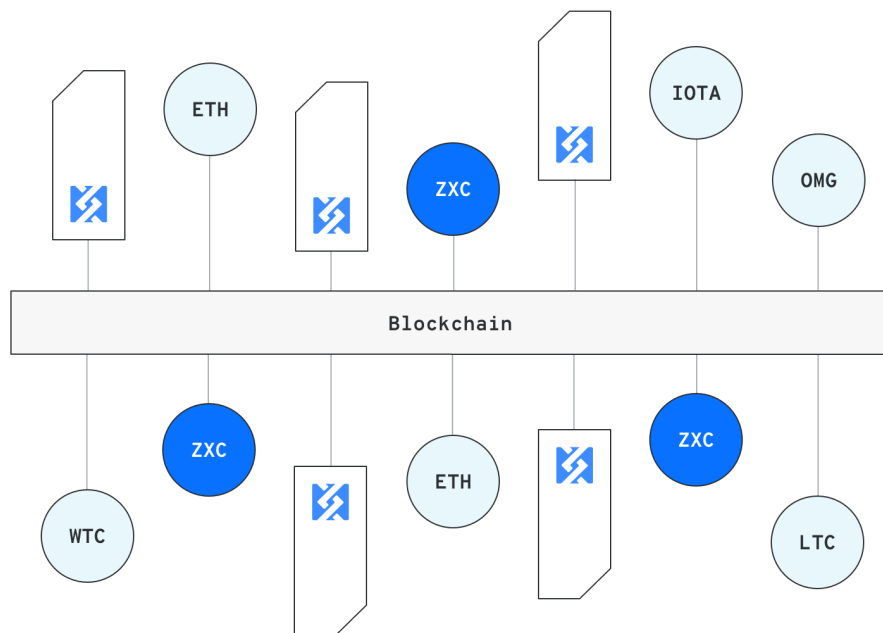 ETH
ZXC
IOTA
OMG
Blockchain
WTC
ZXC
ETH
ZXC
LTC